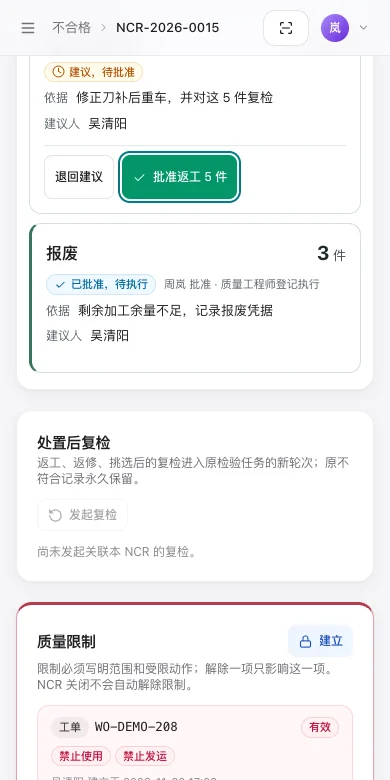 不合格 › NCR-2026-0015 岚
建议，待批准
依据 修正刀补后重车，并对这 5 件复检
建议人 吴清阳
退回建议 批准返工 5 件
报废 3 件
已批准，待执行 周岚 批准 · 质量工程师登记执行
依据 剩余加工余量不足，记录报废凭据
建议人 吴清阳
处置后复检
返工、返修、挑选后的复检进入原检验任务的新轮次；原不
符合记录永久保留。
发起复检
尚未发起关联本 NCR 的复检。
质量限制 建立
限制必须写明范围和受限动作；解除一项只影响这一项。
NCR 关闭不会自动解除限制。
工单 WO-DEMO-208 有效
禁止使用 禁止发运